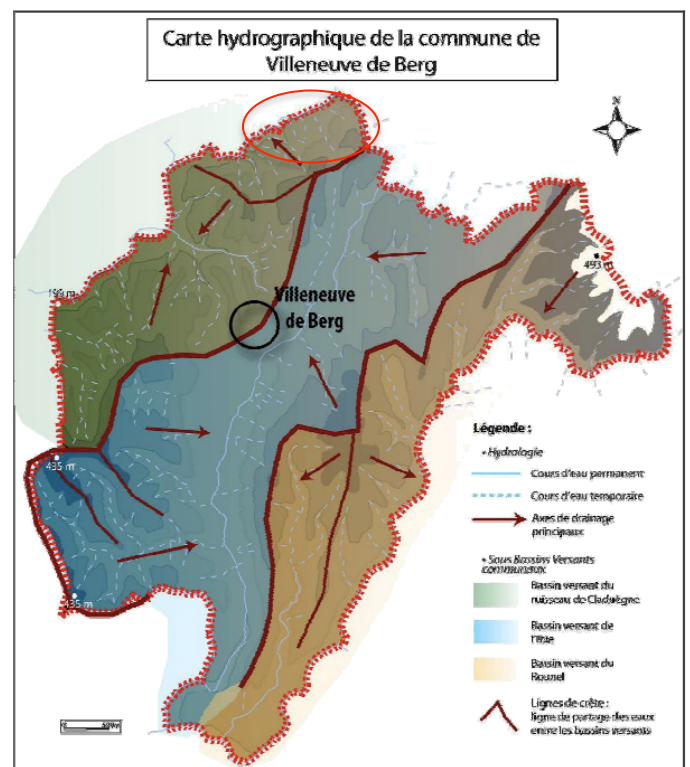 Carte hydrographique de la commune de
Villeneuve de Berg
N
493 m
199 m
Villeneuve
de Berg
435 m
435 m
Légende :
• Hydrologie
Cours d'eau permanent
Cours d'eau temporaire
Axes de drainage
principaux
• Sous Bassins Versants
communaux
Bassin versant du
ruisseau de Claduègne
Bassin versant de
Bassin versant du
Lignes de crête :
ligne de partage des eaux
entre les bassins versants